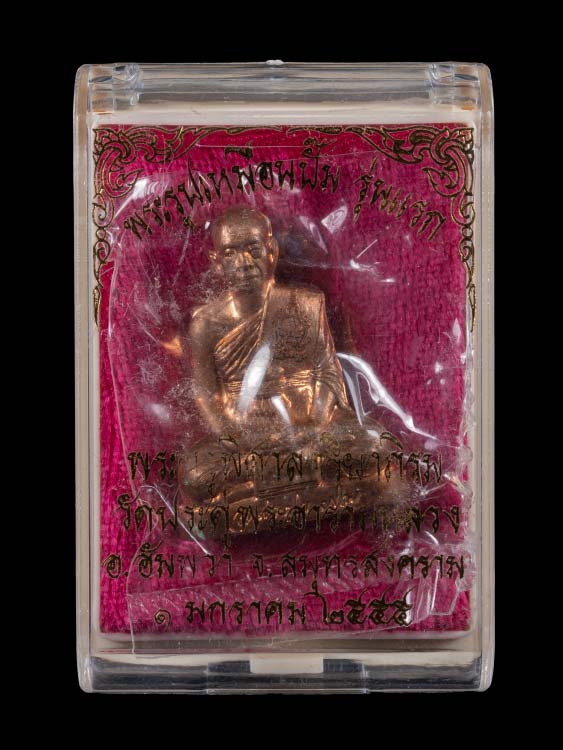 พระรูปเหมือนปั๊ม รุ่นแรก
วัดประดู่พระอารามหลวง
อ.อัมพวา จ.สมุทรสงคราม
๑ มกราคม ๒๕๕๕